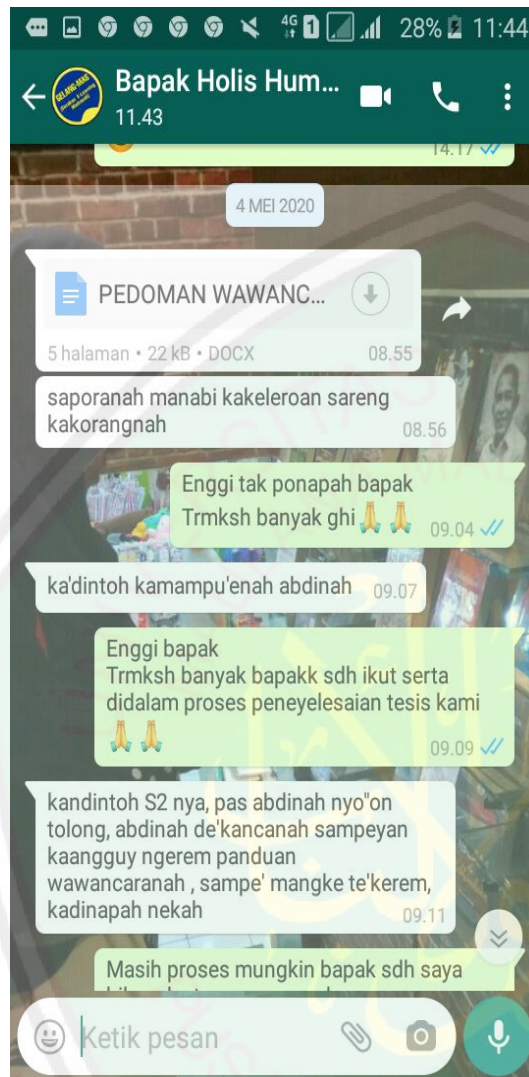 4G 1 28% 11:44
Bapak Holis Hum...
11.43
14.17
4 MEI 2020
PEDOMAN WAWANC...
5 halaman • 22 kB • DOCX 08.55
saporanah manabi kakeleroan sareng
kakorangnah 08.56
Enggi tak ponapah bapak
Trmksh banyak ghi🙏 🙏 09.04
ka'dintoh kamampu'enah abdinah 09.07
Enggi bapak
Trmksh banyak bapakk sdh ikut serta
didalam proses peneyelesaian tesis kami
🙏 🙏 09.09
kandintoh S2 nya, pas abdinah nyo"on
tolong, abdinah de'kancanah sampeyan
kaangguy ngerem panduan
wawancaranah , sampe' mangke te'kerem,
kadinapah nekah 09.11
Masih proses mungkin bapak sdh saya
Ketik pesan